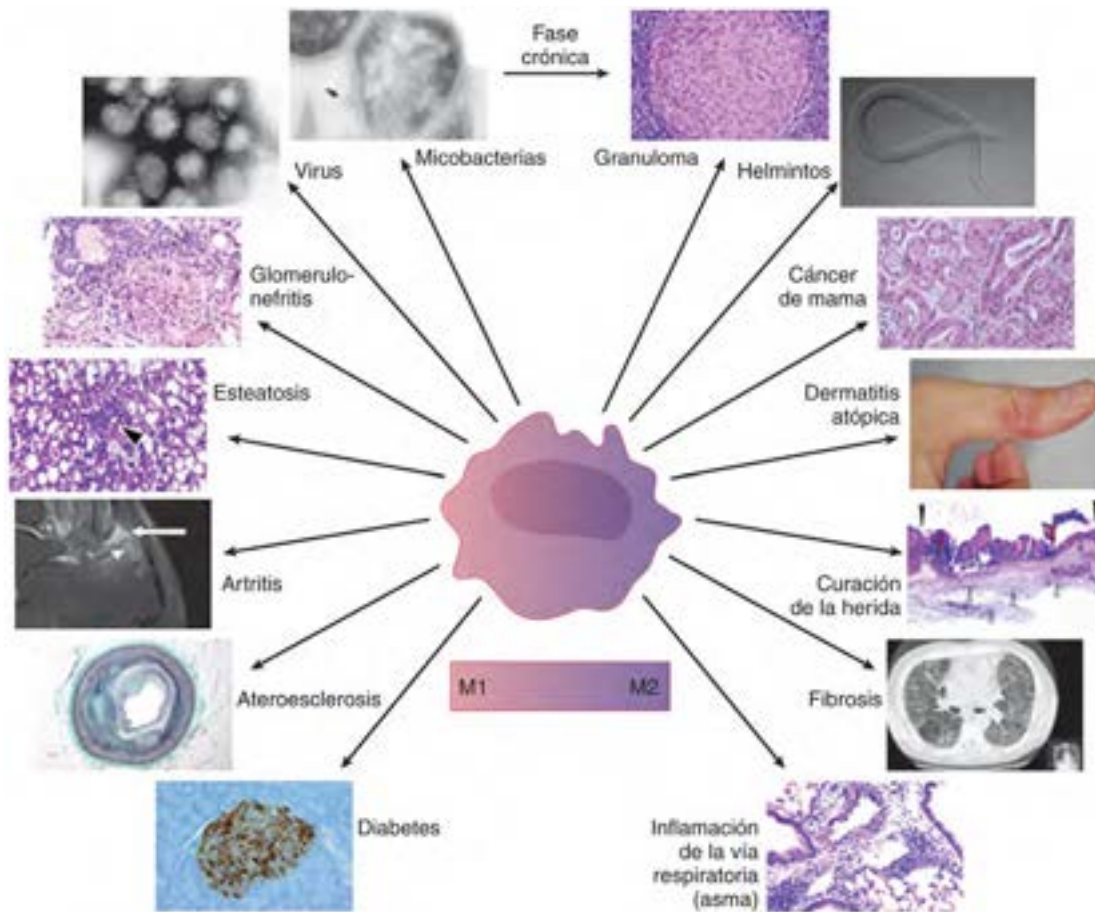 Fase
crónica
Micobacterias
Granuloma
Virus
Helmintos
Glomerulo-
nefritis
Cáncer
de mama
Esteatosis
Dermatitis
atópica
Artritis
Curación
de la herida
M1
M2
Ateroesclerosis
Fibrosis
Diabetes
Inflamación
de la vía
respiratoria
(asma)